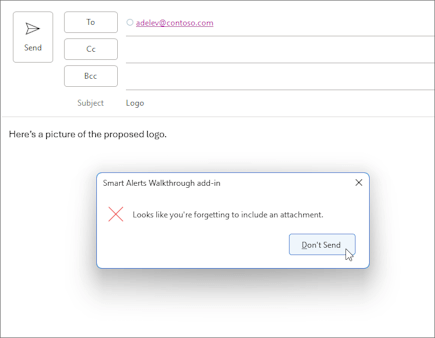 Send
To
adelev@contoso.com
Cc
Bcc
Subject Logo
Here's a picture of the proposed logo.
Smart Alerts Walkthrough add-in
Looks like you're forgetting to include an attachment.
Don't Send